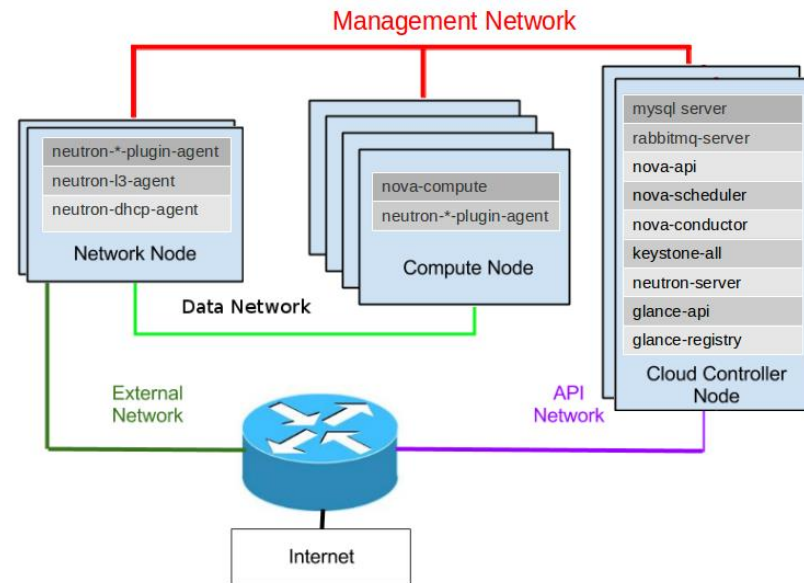 Management Network
neutron-*-plugin-agent
neutron-l3-agent
neutron-dhcp-agent
Network Node
nova-compute
neutron-*-plugin-agent
Compute Node
mysql server
rabbitmq-server
nova-api
nova-scheduler
nova-conductor
keystone-all
neutron-server
glance-api
glance-registry
Cloud Controller
Node
Data Network
External
Network
API
Network
Internet